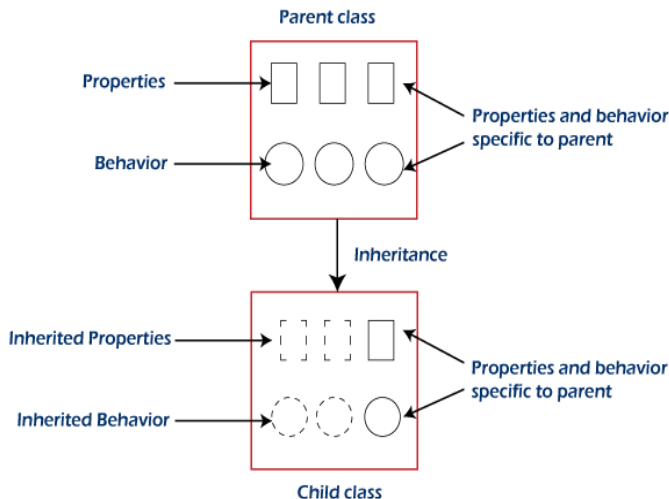 Parent class
Properties
Properties and behavior
specific to parent
Behavior
Inheritance
Inherited Properties
Properties and behavior
specific to parent
Inherited Behavior
Child class